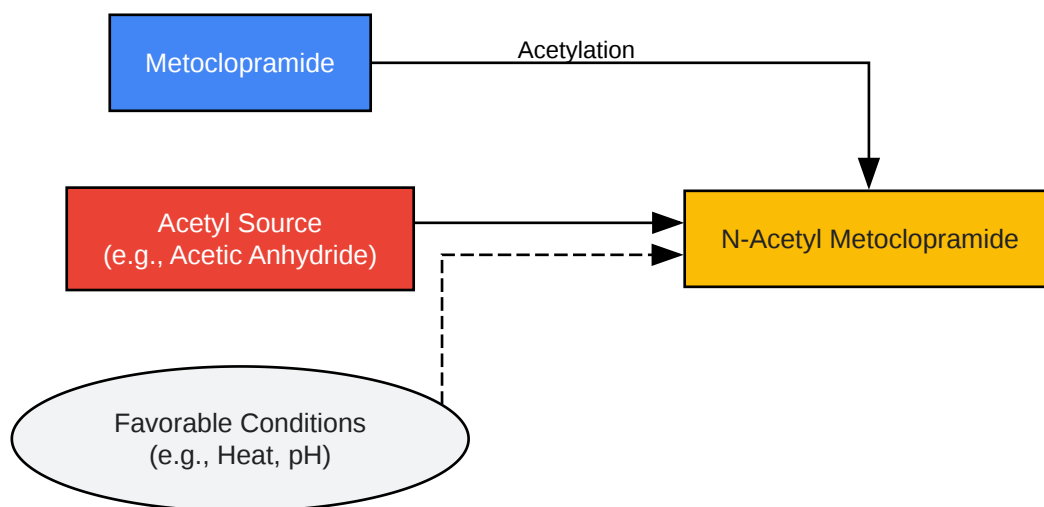 Metoclopramide
Acetylation
Acetyl Source
(e.g., Acetic Anhydride)
N-Acetyl Metoclopramide
Favorable Conditions
(e.g., Heat, pH)